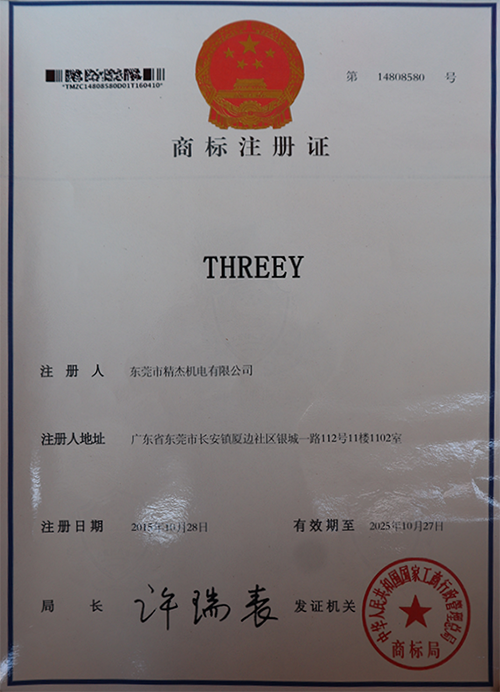 "TMZC14808580D01T160410"
第 14808580 号
商标注册证
THREEY
注册人 东莞市精杰机电有限公司
注册人地址 广东省东莞市长安镇厦边社区银城一路112号11楼1102室
注册日期 2015年10月28日 有效期至 2025年10月27日
局长 许瑞表 发证机关
中华人民共和国国家工商行政管理总局
商标局